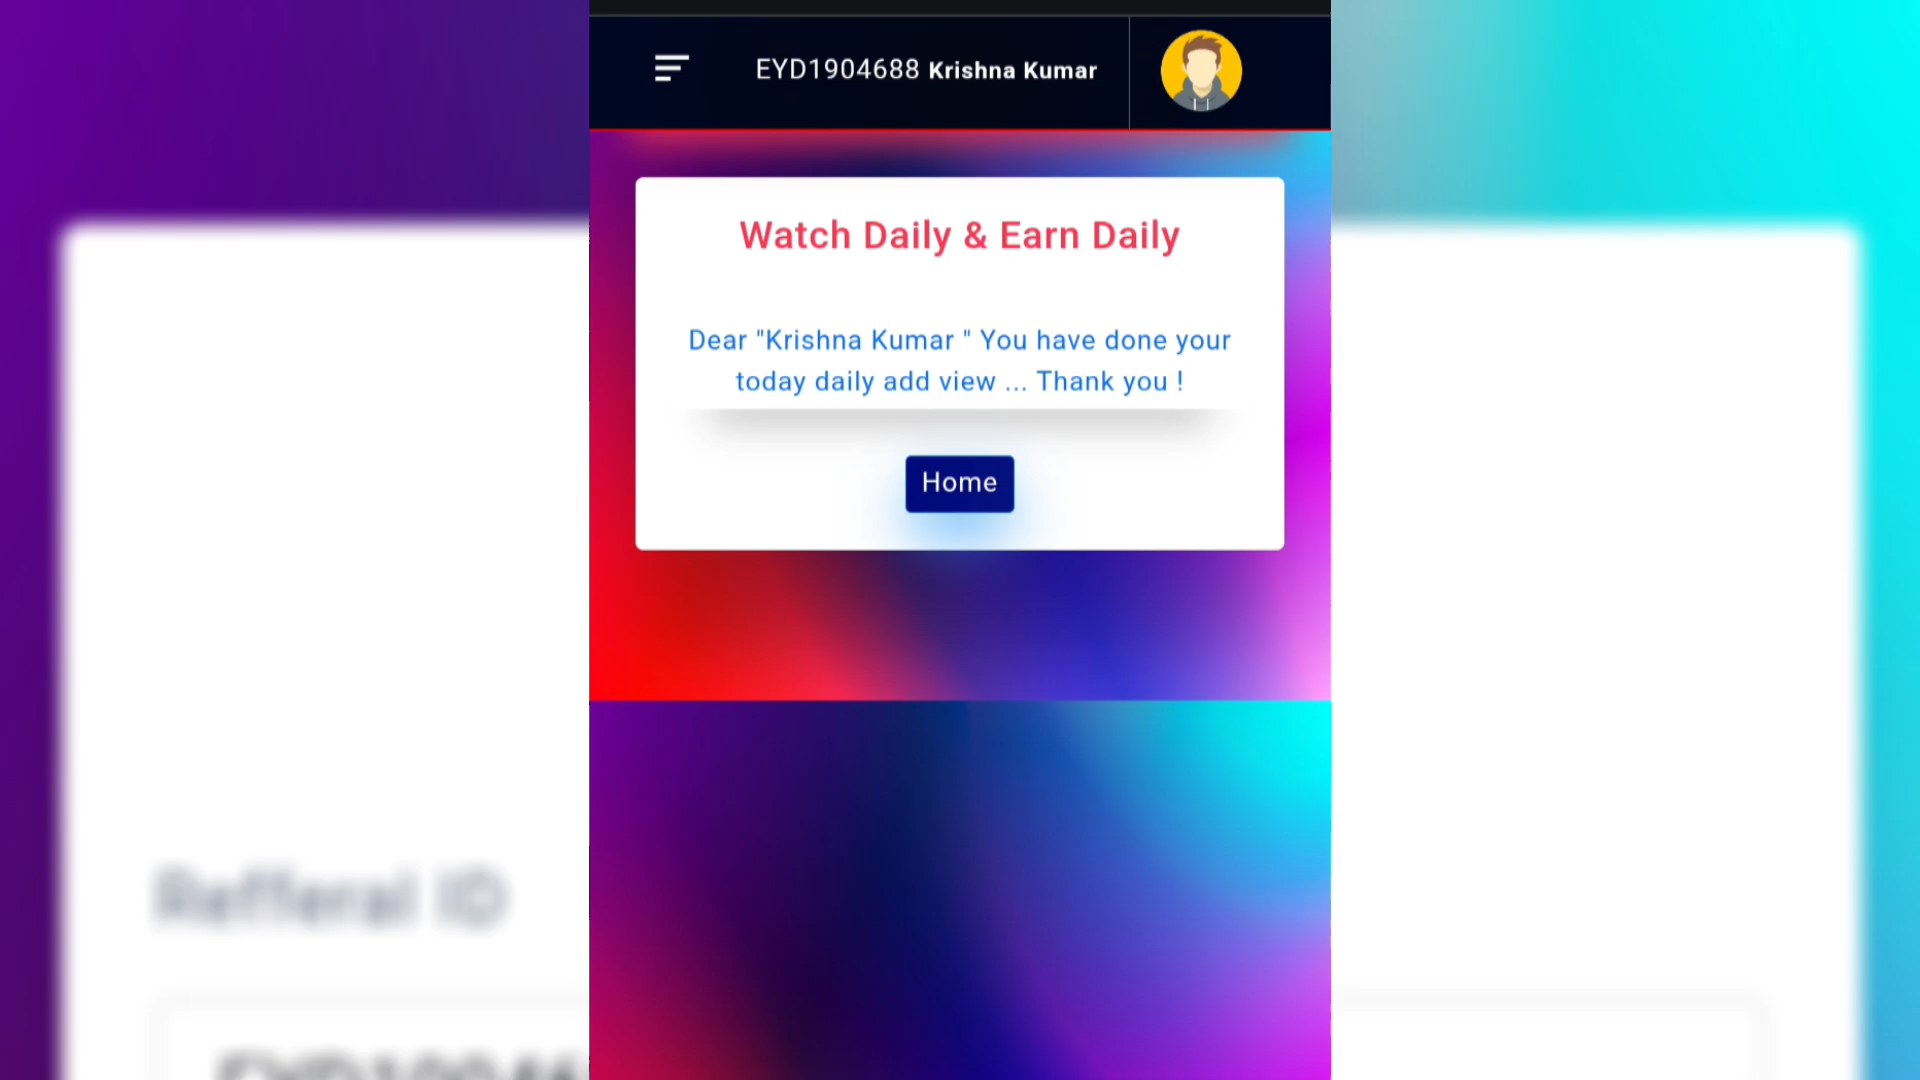 EYD1904688 Krishna Kumar
Watch Daily & Earn Daily
Dear "Krishna Kumar " You have done your
today daily add view ... Thank you !
Home
Refferal ID